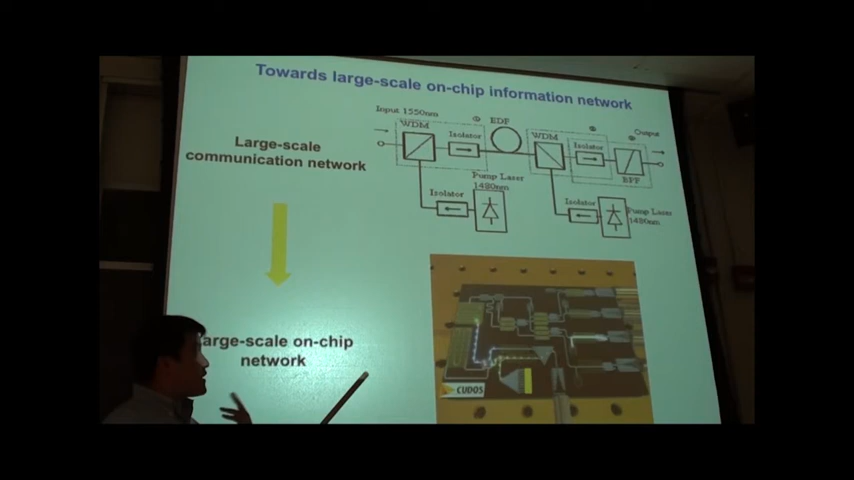 Towards large-scale on-chip information network
Input 1550nm
WDM
Isolator
EDF
WDM
Isolator
Output
BPF
Large-scale
communication network
Pump Laser
1480nm
Isolator
Isolator
Pump Laser
1480nm
Large-scale on-chip
network
CUDOS